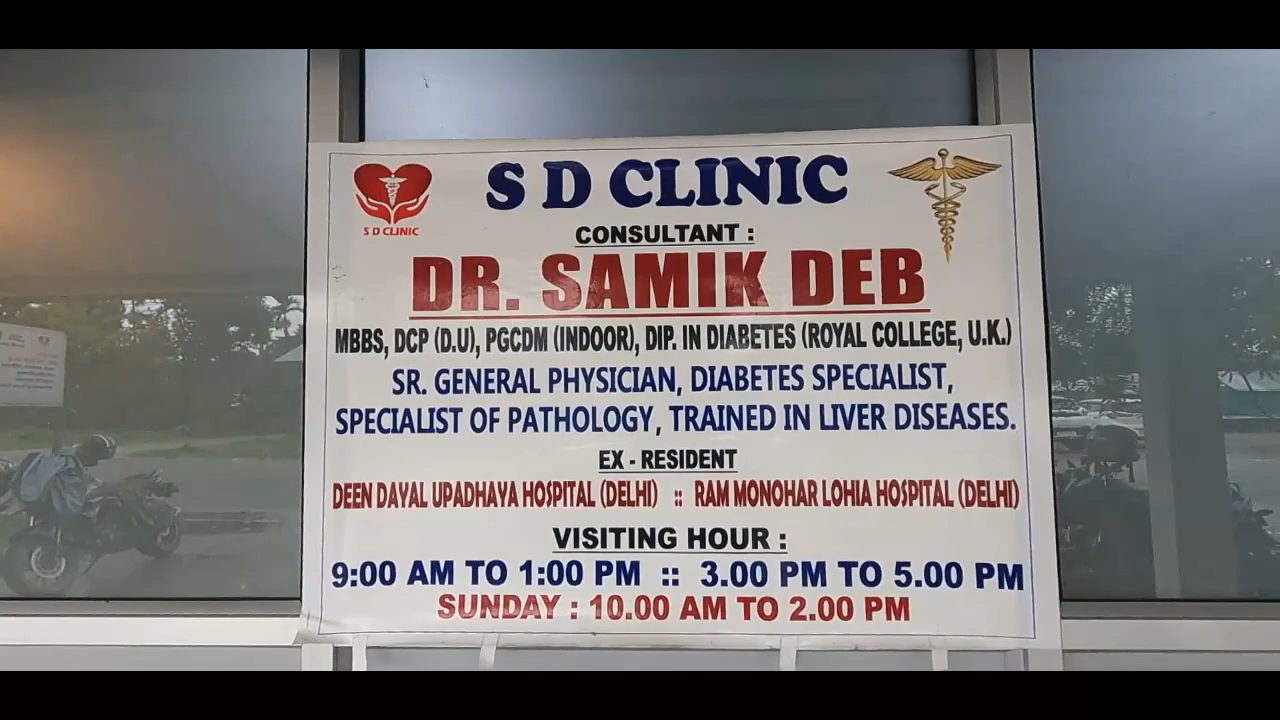 S D CLINIC
S D CLINIC
CONSULTANT :
DR. SAMIK DEB
MBBS, DCP (D.U), PGCDM (INDOOR), DIP. IN DIABETES (ROYAL COLLEGE, U.K.)
SR. GENERAL PHYSICIAN, DIABETES SPECIALIST,
SPECIALIST OF PATHOLOGY, TRAINED IN LIVER DISEASES.
EX - RESIDENT
DEEN DAYAL UPADHAYA HOSPITAL (DELHI) :: RAM MONOHAR LOHIA HOSPITAL (DELHI)
VISITING HOUR :
9:00 AM TO 1:00 PM :: 3.00 PM TO 5.00 PM
SUNDAY : 10.00 AM TO 2.00 PM